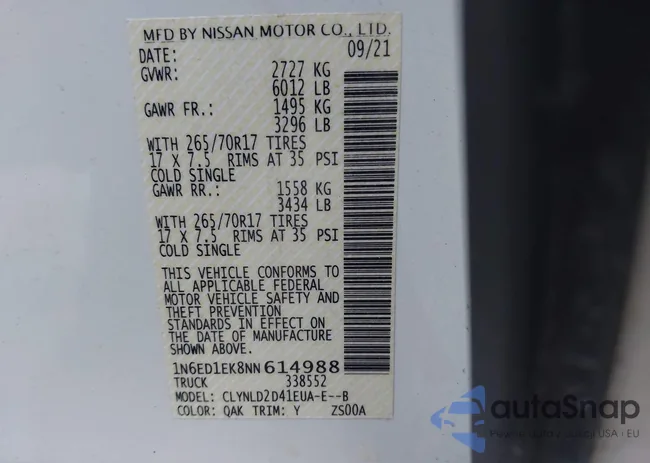 MFD BY NISSAN MOTOR CO., LTD.
DATE: 09/21
GVWR: 2727 KG
6012 LB
GAWR FR.: 1495 KG
3296 LB
WITH 265/70R17 TIRES
17 X 7.5 RIMS AT 35 PSI
COLD SINGLE
GAWR RR.: 1558 KG
3434 LB
WITH 265/70R17 TIRES
17 X 7.5 RIMS AT 35 PSI
COLD SINGLE
THIS VEHICLE CONFORMS TO
ALL APPLICABLE FEDERAL
MOTOR VEHICLE SAFETY AND
THEFT PREVENTION
STANDARDS IN EFFECT ON
THE DATE OF MANUFACTURE
SHOWN ABOVE.
1N6ED1EK8NN614988
TRUCK 338552
MODEL: CLYNLD2D41EUA-E--B
COLOR: QAK TRIM: Y ZS00A
autoSnap
USA - EU